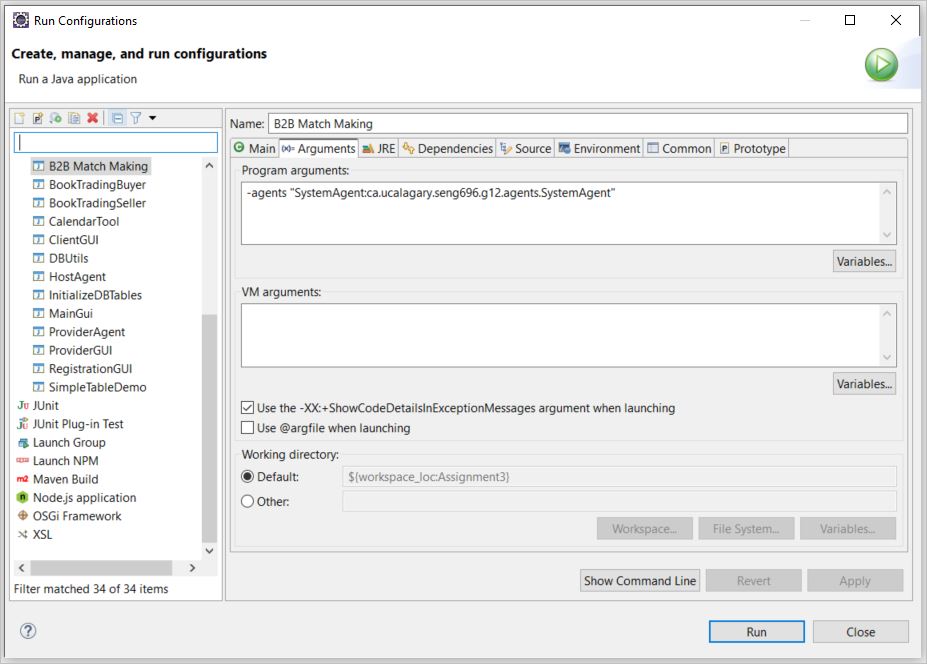 Run Configurations
Create, manage, and run configurations
Run a Java application
B2B Match Making
BookTradingBuyer
BookTradingSeller
CalendarTool
ClientGUI
DBUtils
HostAgent
InitializeDBTables
MainGui
ProviderAgent
ProviderGUI
RegistrationGUI
SimpleTableDemo
JUnit
JUnit Plug-in Test
Launch Group
Launch NPM
Maven Build
Node.js application
OSGi Framework
XSL
Filter matched 34 of 34 items
Name: B2B Match Making
Main (x)= Arguments JRE Dependencies Source Environment Common Prototype
Program arguments:
-agents "SystemAgent:ca.ucalagary.seng696.g12.agents.SystemAgent"
Variables...
VM arguments:
Variables...
Use the -XX:+ShowCodeDetailsInExceptionMessages argument when launching
Use @argfile when launching
Working directory:
Default: ${workspace_loc:Assignment3}
Other:
Workspace... File System... Variables...
Show Command Line Revert Apply
Run Close